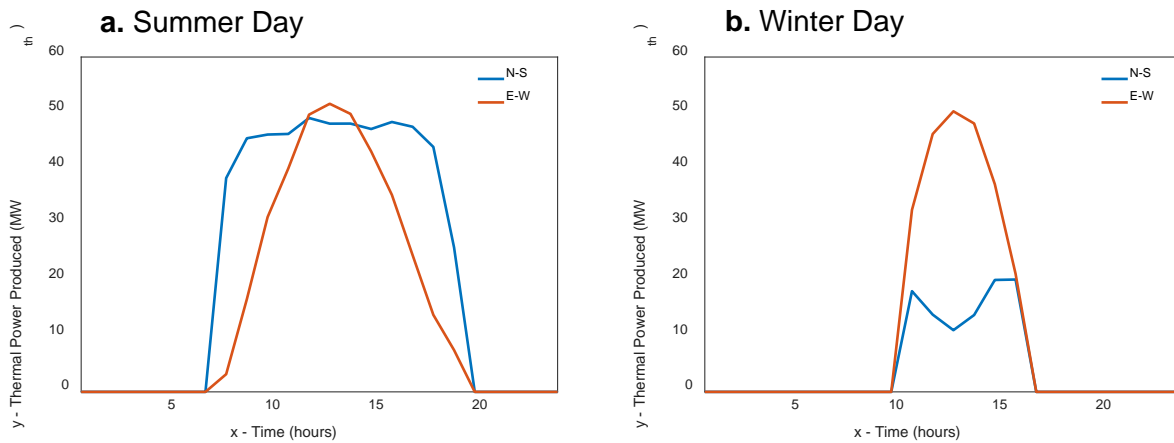 a. Summer Day
y - Thermal Power Produced (MW th )
60
50
40
30
20
10
0
N-S
E-W
5 10 15 20
x - Time (hours)
b. Winter Day
y - Thermal Power Produced (MW th )
60
50
40
30
20
10
0
N-S
E-W
5 10 15 20
x - Time (hours)